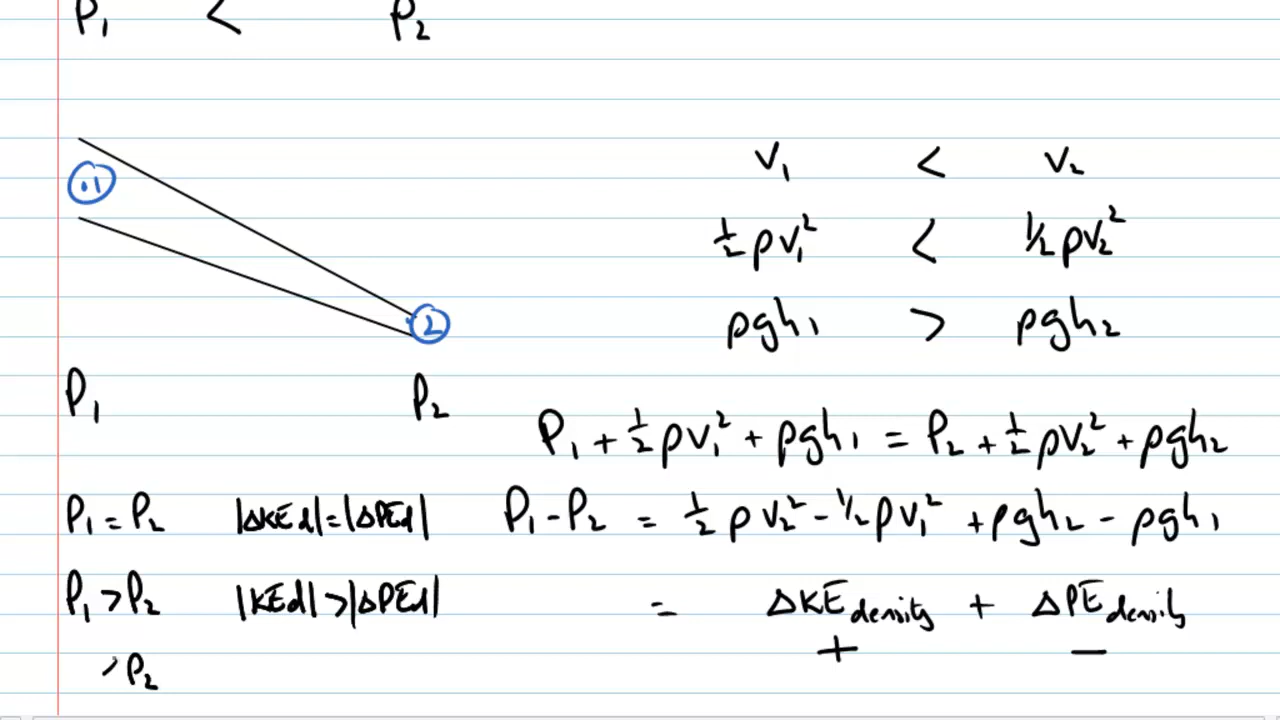 P₁ < P₂
.1
V₁ < V₂
½ρv₁² < ½ρv₂²
ρgh₁ > ρgh₂
2
P₁ P₂
P₁ + ½ρv₁² + ρgh₁ = P₂ + ½ρv₂² + ρgh₂
P₁ = P₂ |ΔKEd| = |ΔPEd|
P₁ - P₂ = ½ρv₂² - ½ρv₁² + ρgh₂ - ρgh₁
P₁ > P₂ |KEd| > |ΔPEd|
= ΔKE density + ΔPE density
+ −
> P₂